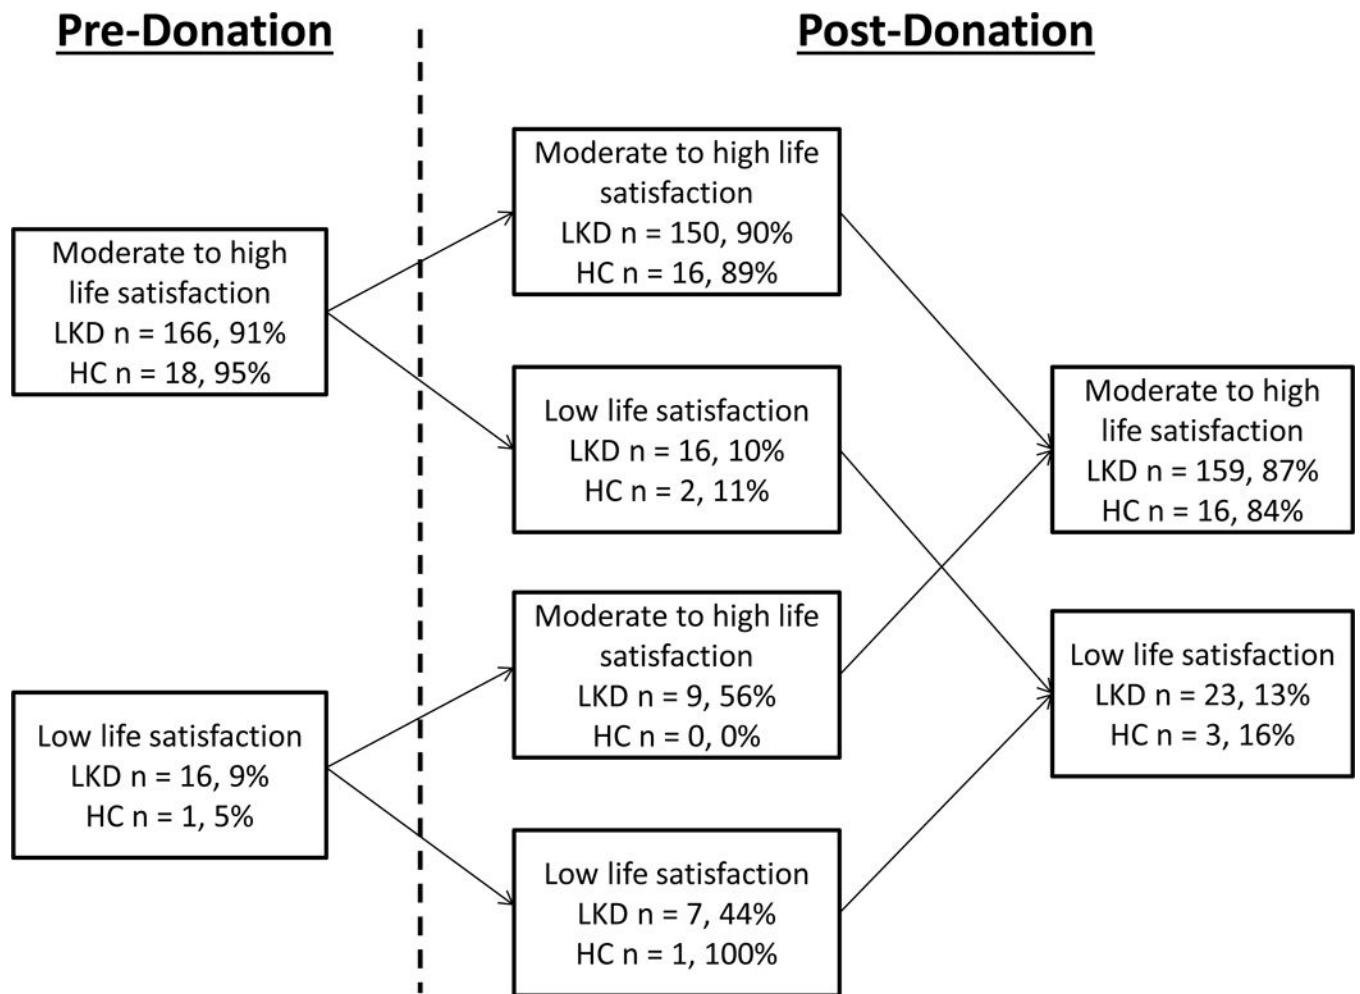 Pre-Donation
Post-Donation
Moderate to high
life satisfaction
LKD n = 166, 91%
HC n = 18, 95%
Low life satisfaction
LKD n = 16, 9%
HC n = 1, 5%
Moderate to high life
satisfaction
LKD n = 150, 90%
HC n = 16, 89%
Low life satisfaction
LKD n = 16, 10%
HC n = 2, 11%
Moderate to high life
satisfaction
LKD n = 9, 56%
HC n = 0, 0%
Low life satisfaction
LKD n = 7, 44%
HC n = 1, 100%
Moderate to high
life satisfaction
LKD n = 159, 87%
HC n = 16, 84%
Low life satisfaction
LKD n = 23, 13%
HC n = 3, 16%